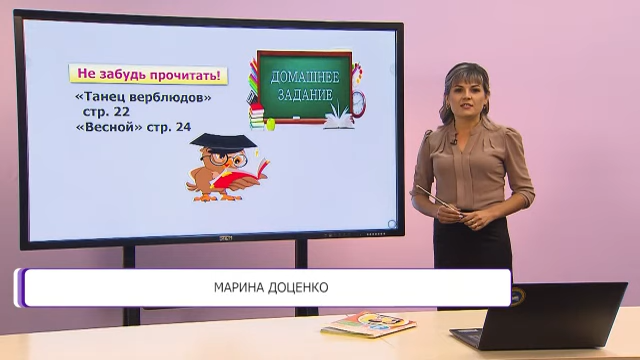 Не забудь прочитать!
«Танец верблюдов»
стр. 22
«Весной» стр. 24
ДОМАШНЕЕ
ЗАДАНИЕ
МАРИНА ДОЦЕНКО